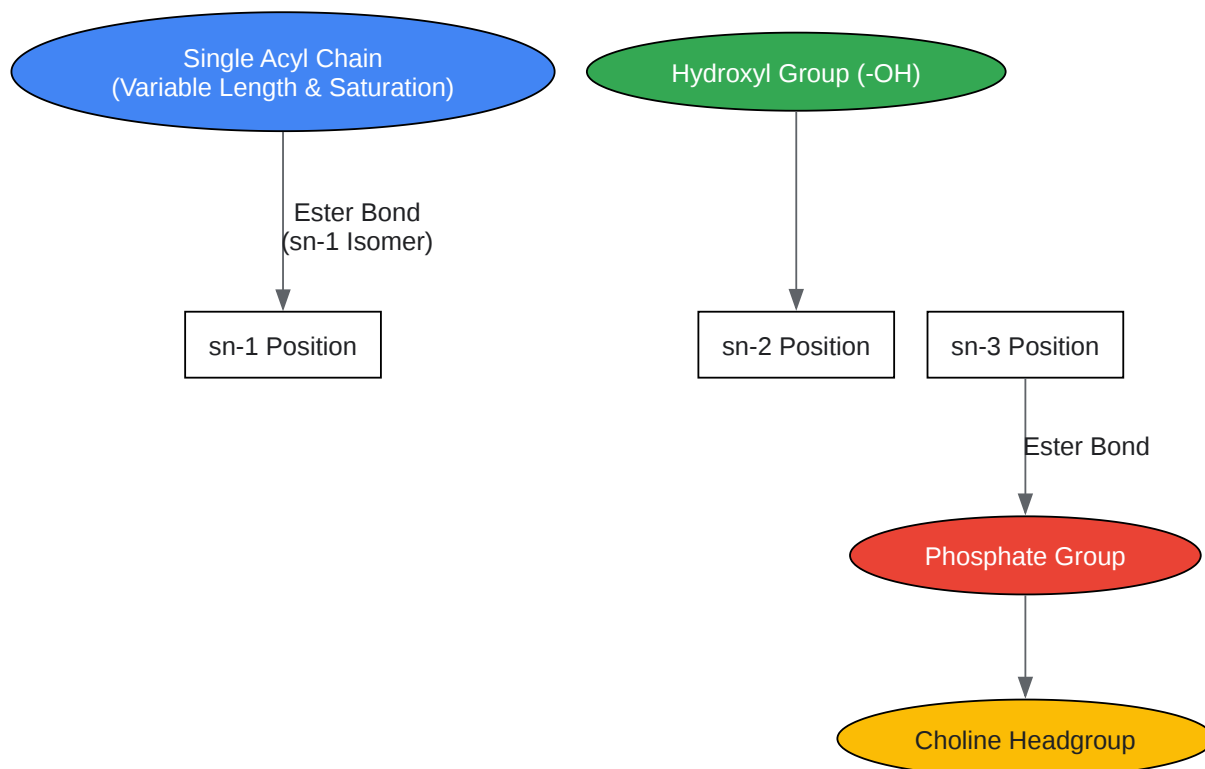 Single Acyl Chain
(Variable Length & Saturation)
Hydroxyl Group (-OH)
Ester Bond
(sn-1 Isomer)
sn-1 Position
sn-2 Position
sn-3 Position
Ester Bond
Phosphate Group
Choline Headgroup